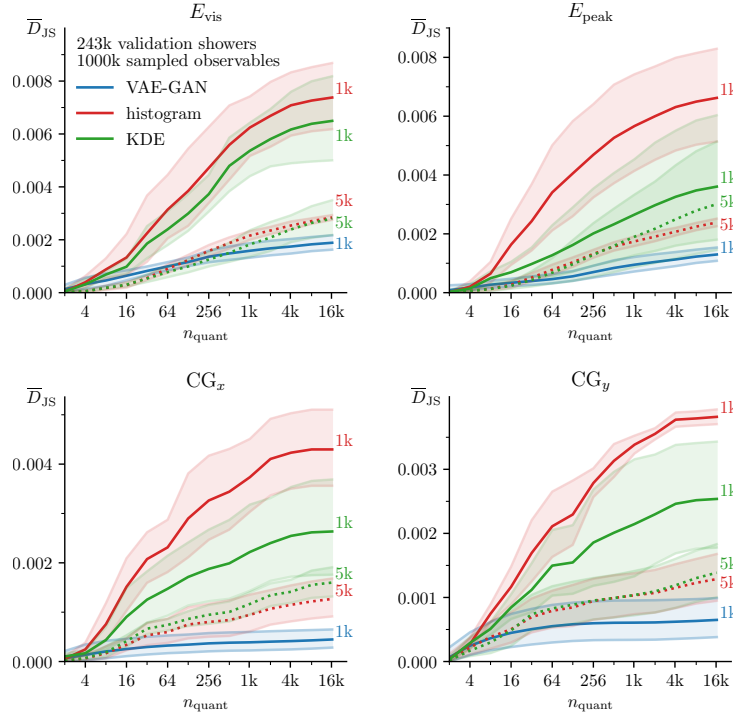 E_vis
D̅_JS
243k validation showers
1000k sampled observables
VAE-GAN
histogram
KDE
0.008
0.006
0.004
0.002
0.000
1k
1k
5k
5k
1k
4 16 64 256 1k 4k 16k
n_quant
E_peak
D̅_JS
0.008
0.006
0.004
0.002
0.000
1k
1k
5k
5k
1k
4 16 64 256 1k 4k 16k
n_quant
CG_x
D̅_JS
0.004
0.002
0.000
1k
1k
5k
5k
1k
4 16 64 256 1k 4k 16k
n_quant
CG_y
D̅_JS
0.003
0.002
0.001
0.000
1k
1k
5k
5k
1k
4 16 64 256 1k 4k 16k
n_quant